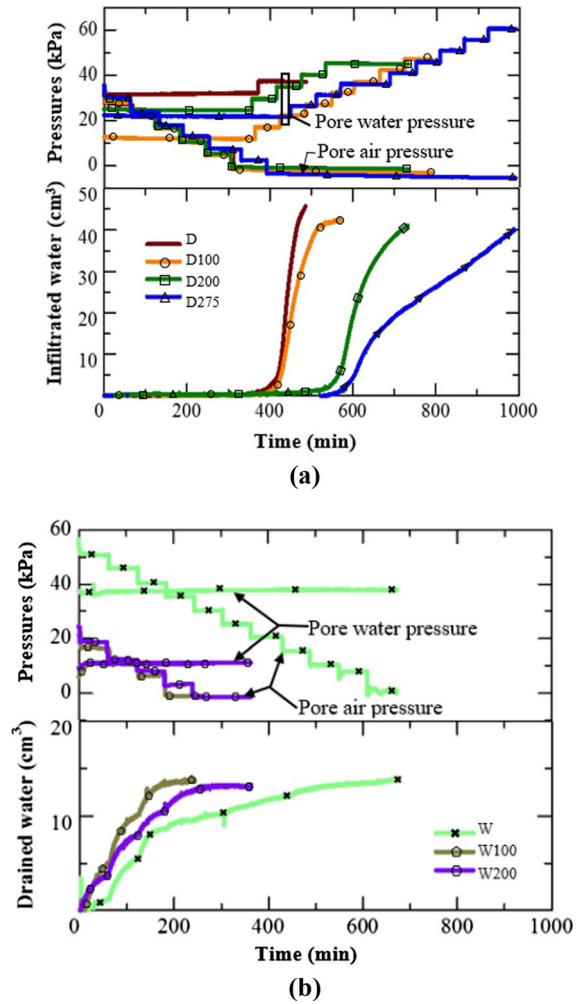 Pressures (kPa)
60
40
20
0
Pore water pressure
Pore air pressure
Infiltrated water (cm³)
50
40
30
20
10
D
D100
D200
D275
0 200 400 600 800 1000
Time (min)
(a)
Pressures (kPa)
60
40
20
0
Pore water pressure
Pore air pressure
Drained water (cm³)
20
10
W
W100
W200
0 200 400 600 800 1000
Time (min)
(b)